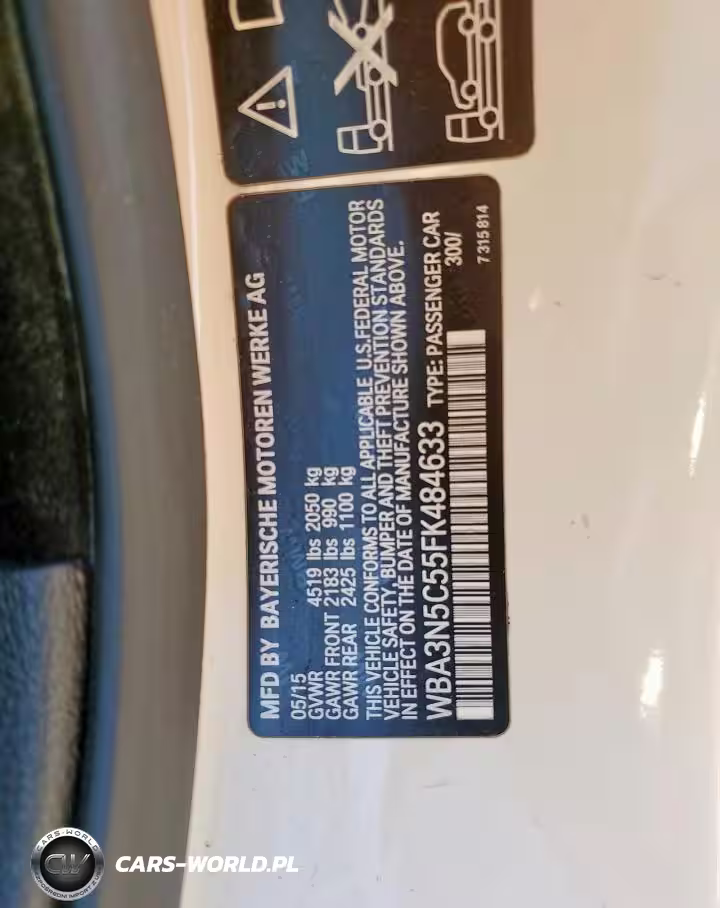 MFD BY BAYERISCHE MOTOREN WERKE AG
05/15
GVWR 4519 lbs 2050 kg
GAWR FRONT 2183 lbs 990 kg
GAWR REAR 2425 lbs 1100 kg
THIS VEHICLE CONFORMS TO ALL APPLICABLE U.S.FEDERAL MOTOR
VEHICLE SAFETY, BUMPER AND THEFT PREVENTION STANDARDS
IN EFFECT ON THE DATE OF MANUFACTURE SHOWN ABOVE.
WBA3N5C55FK484633 TYPE: PASSENGER CAR
300/
7 315 814
CARS-WORLD
CW
CARS-WORLD.PL